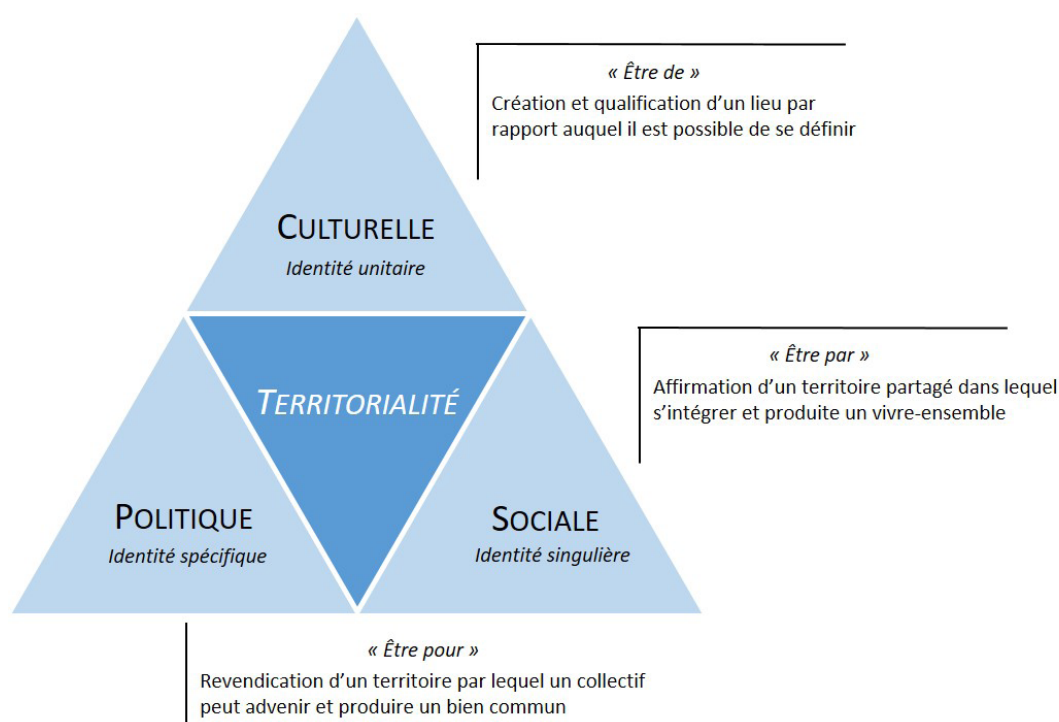 « Être de »
Création et qualification d’un lieu par
rapport auquel il est possible de se définir
CULTURELLE
Identité unitaire
« Être par »
Affirmation d’un territoire partagé dans lequel
s’intégrer et produite un vivre-ensemble
TERRITORIALITÉ
POLITIQUE
Identité spécifique
SOCIALE
Identité singulière
« Être pour »
Revendication d’un territoire par lequel un collectif
peut advenir et produire un bien commun